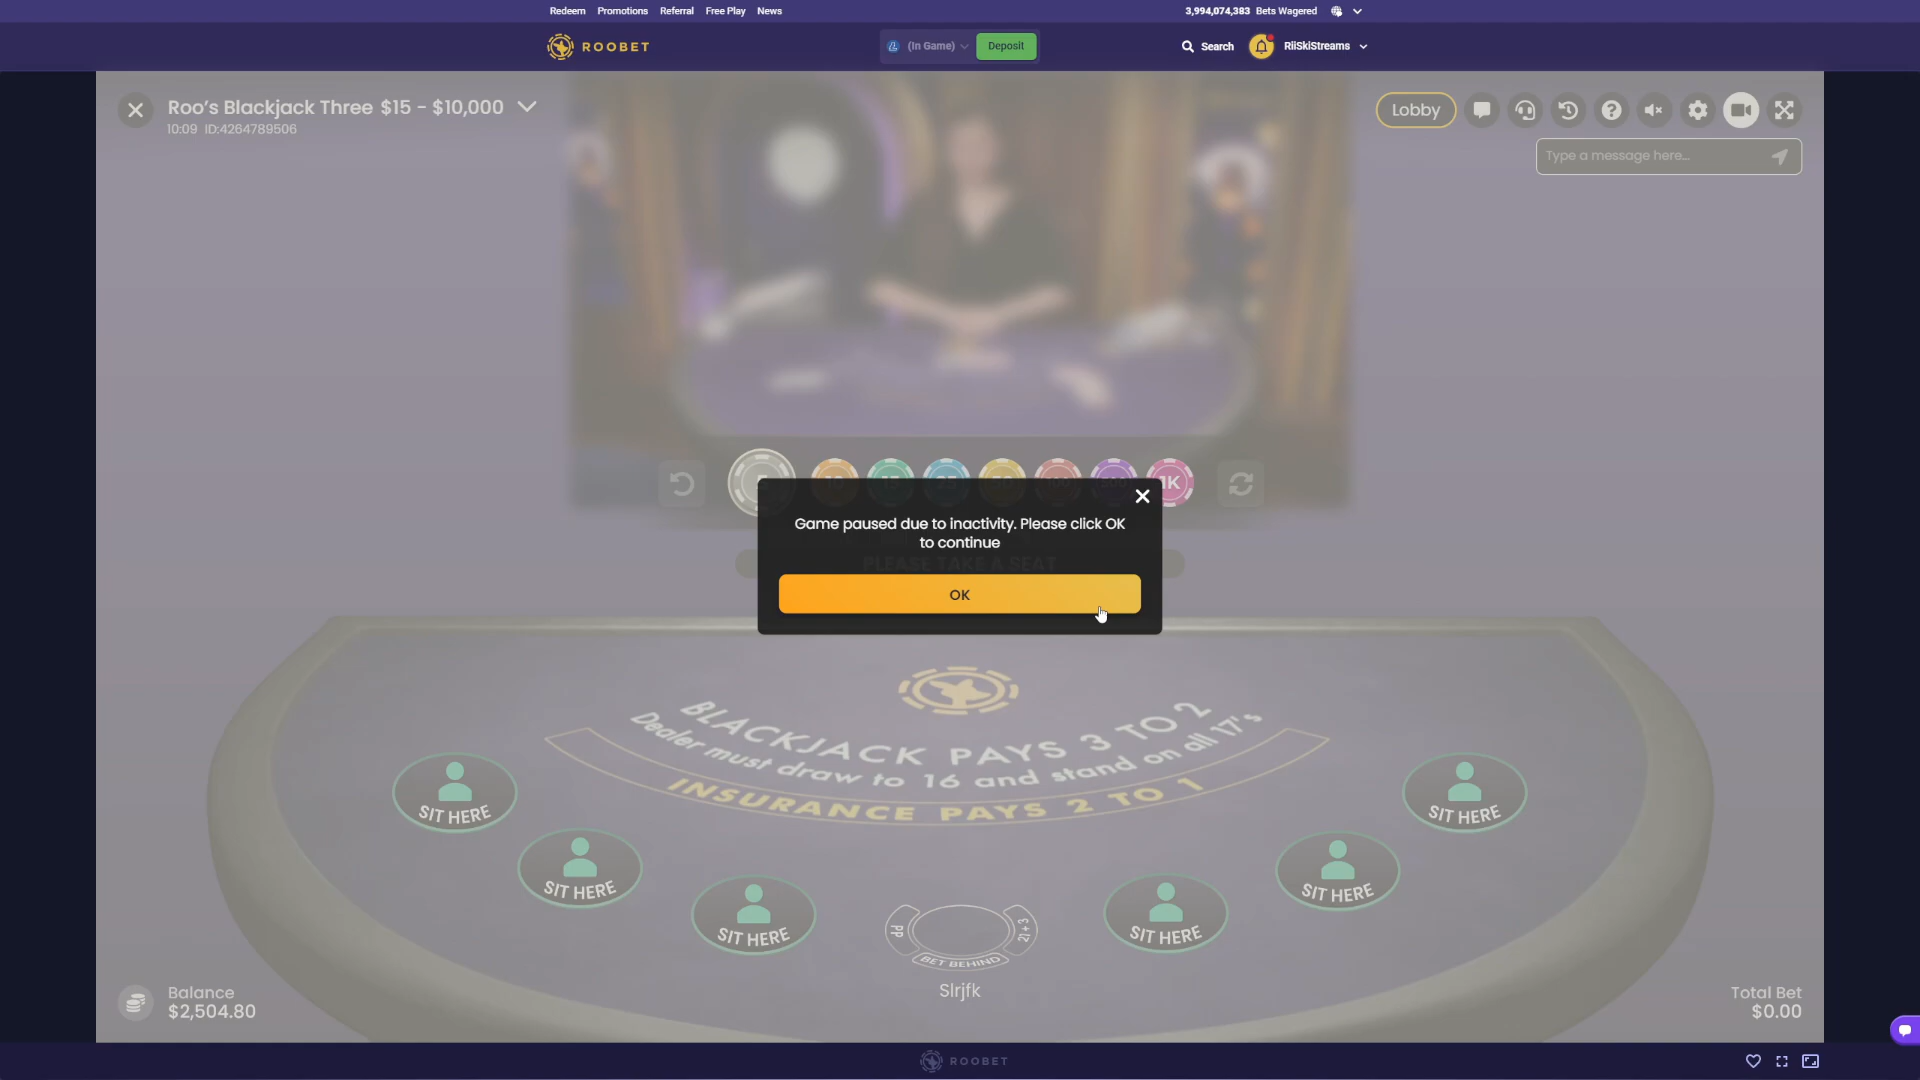 Redeem Promotions Referral Free Play News
3,994,074,383 Bets Wagered
ROOBET
(In Game)
Deposit
Search
RiiSkiStreams
Roo's Blackjack Three $15 - $10,000
10:09 ID:4264789506
Lobby
Type a message here...
1K
Game paused due to inactivity. Please click OK
to continue
PLEASE TAKE A SEAT
OK
BLACKJACK PAYS 3 TO 2
Dealer must draw to 16 and stand on all 17's
INSURANCE PAYS 2 TO 1
SIT HERE
SIT HERE
SIT HERE
SIT HERE
SIT HERE
SIT HERE
PP
21+3
BET BEHIND
Slrjfk
Balance
$2,504.80
Total Bet
$0.00
ROOBET